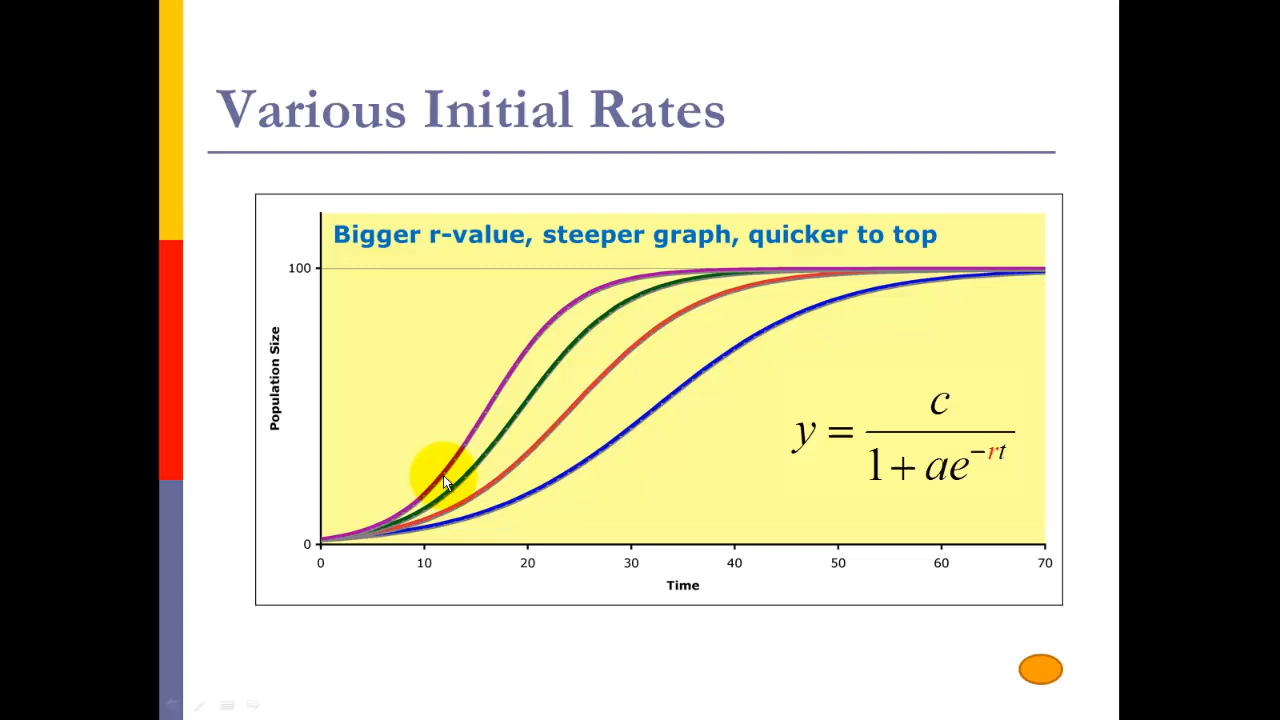 Various Initial Rates
Bigger r-value, steeper graph, quicker to top
100
Population Size
y = c / 1 + ae^−rt
0
0 10 20 30 40 50 60 70
Time